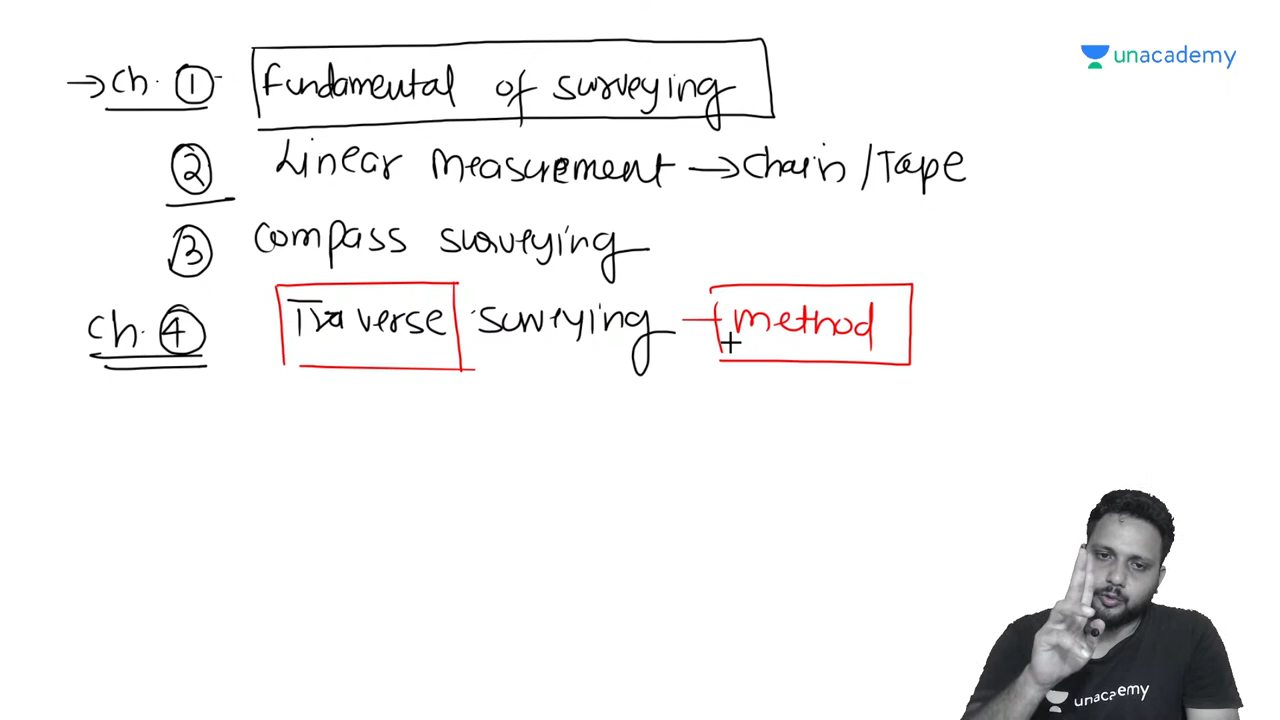 unacademy
→ Ch. ① Fundamental of surveying
② Linear measurement → Chain/Tape
③ Compass surveying
Ch. ④ Traverse surveying - method
unacademy